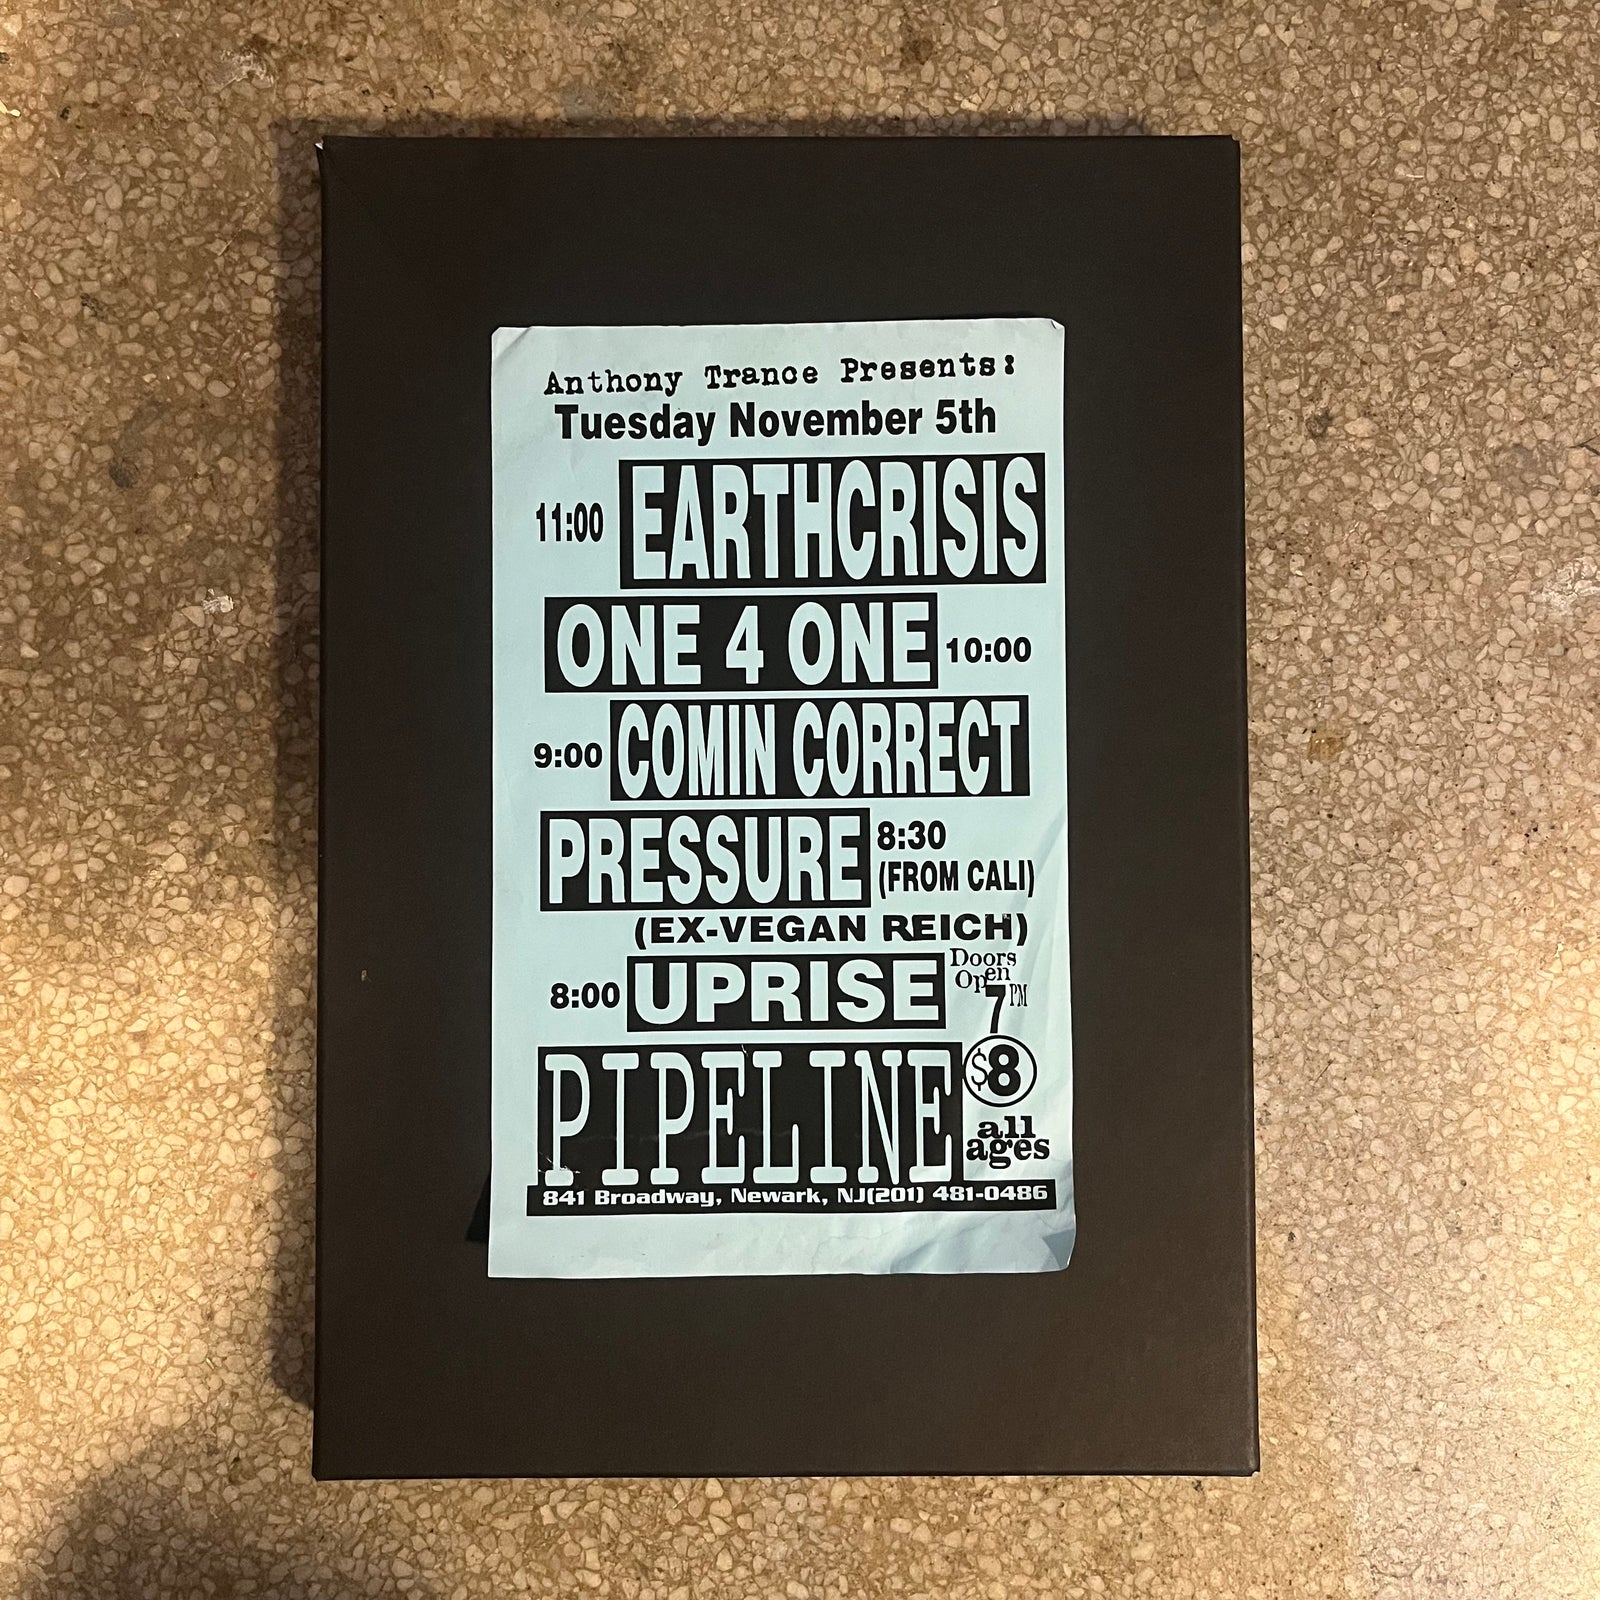 Anthony Trance Presents:
Tuesday November 5th
11:00 EARTHCRISIS
ONE 4 ONE 10:00
9:00 COMIN CORRECT
PRESSURE 8:30
(FROM CALI)
(EX-VEGAN REICH)
8:00 UPRISE
Doors
Open
7PM
PIPELINE
$8
all
ages
841 Broadway, Newark, NJ(201) 481-0486